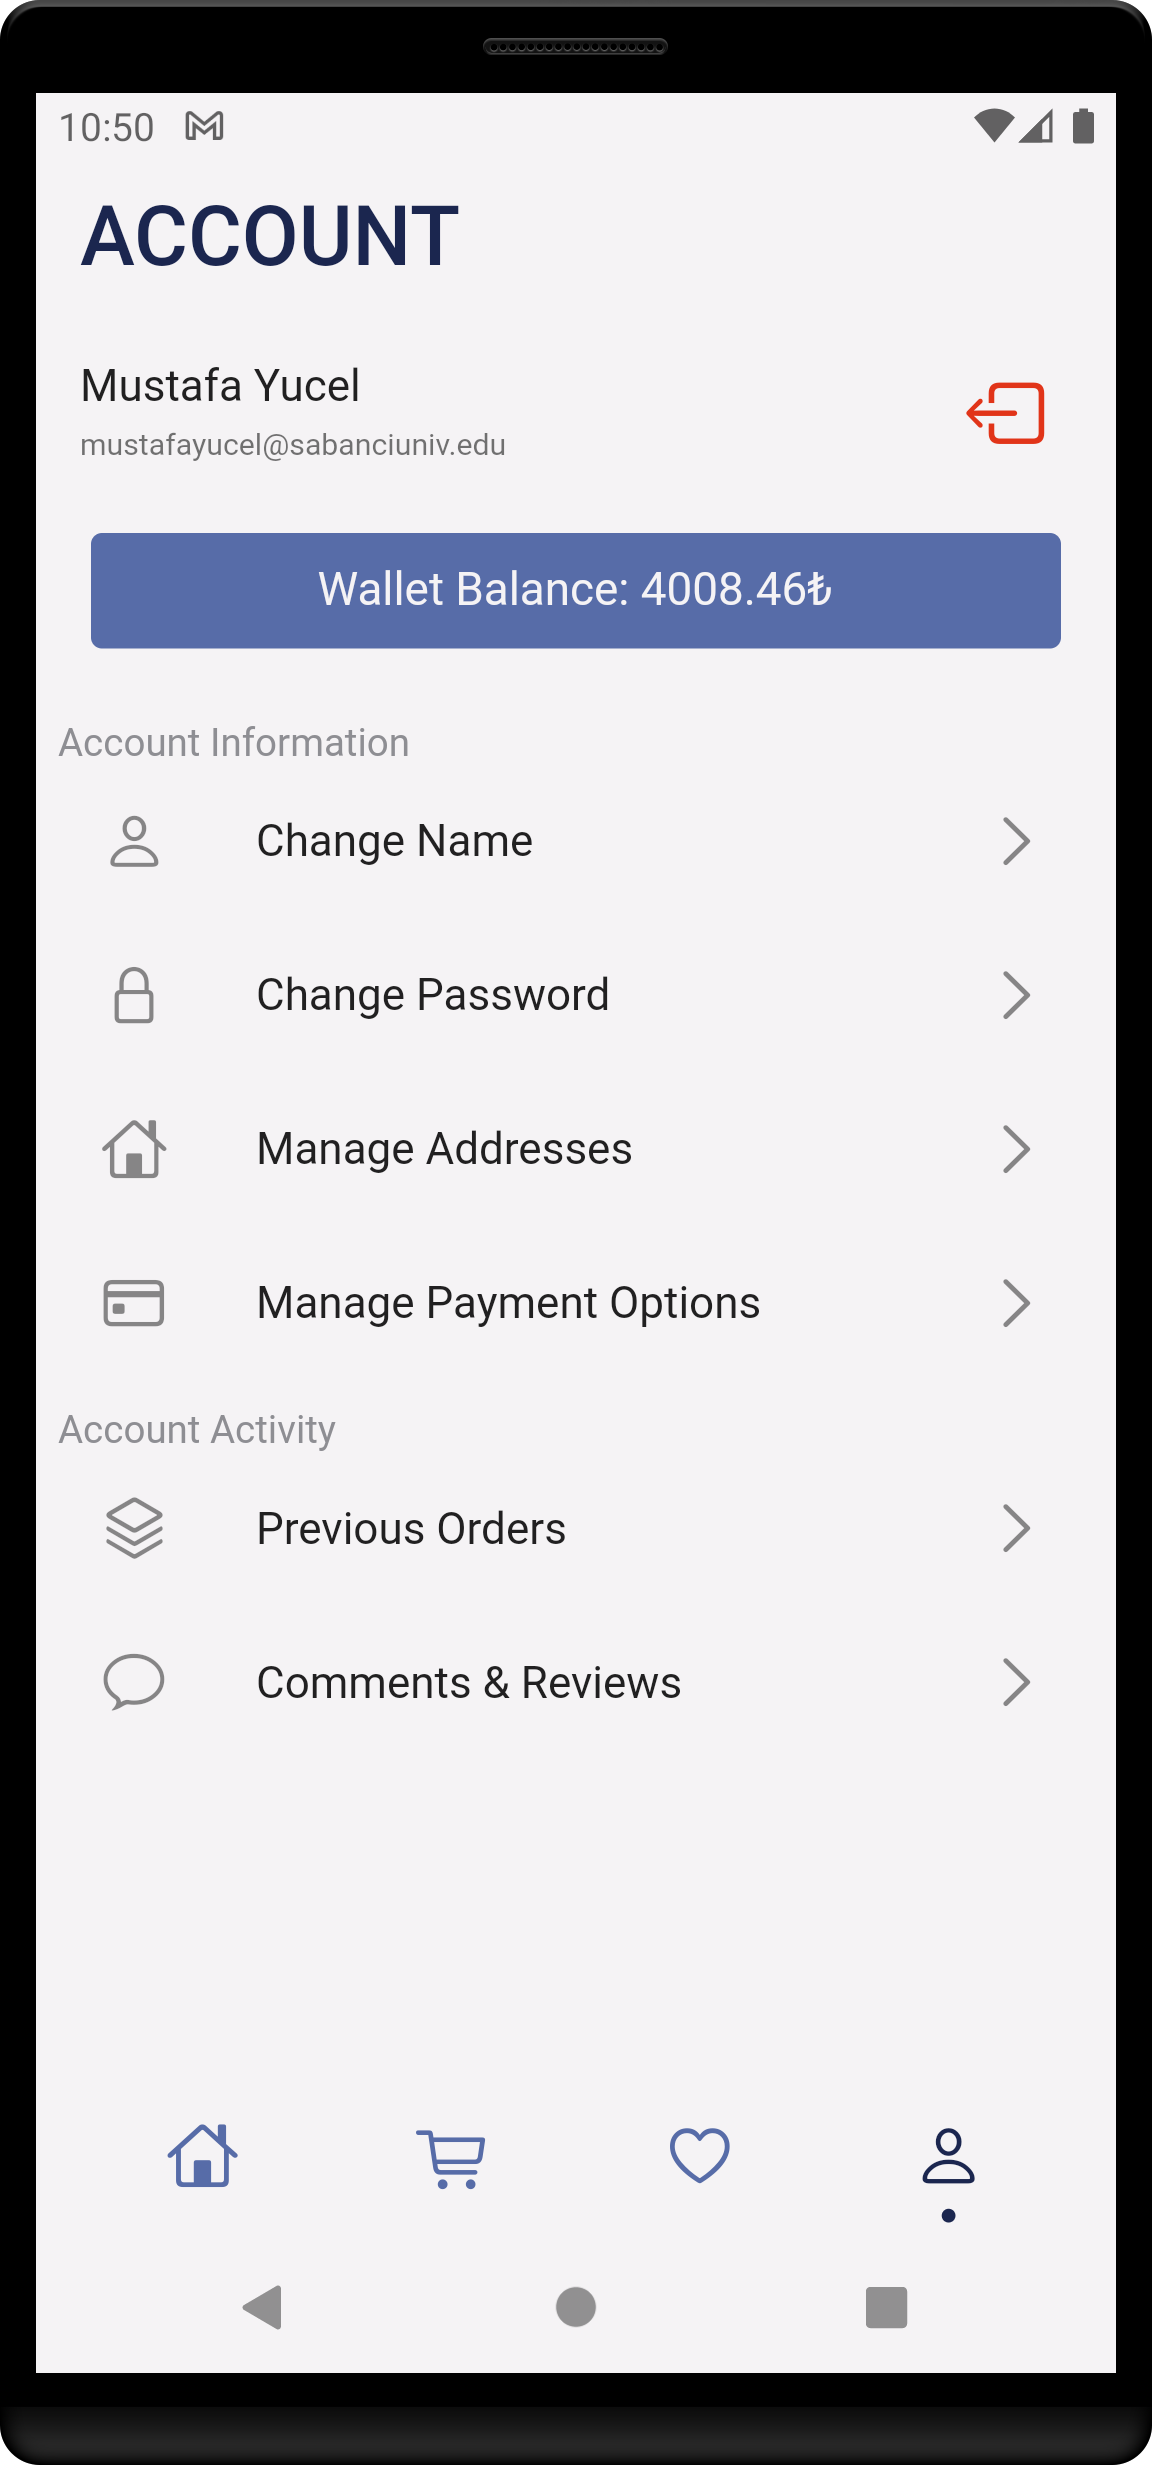 10:50
ACCOUNT
Mustafa Yucel
mustafayucel@sabanciuniv.edu
Wallet Balance: 4008.46₺
Account Information
Change Name
Change Password
Manage Addresses
Manage Payment Options
Account Activity
Previous Orders
Comments & Reviews